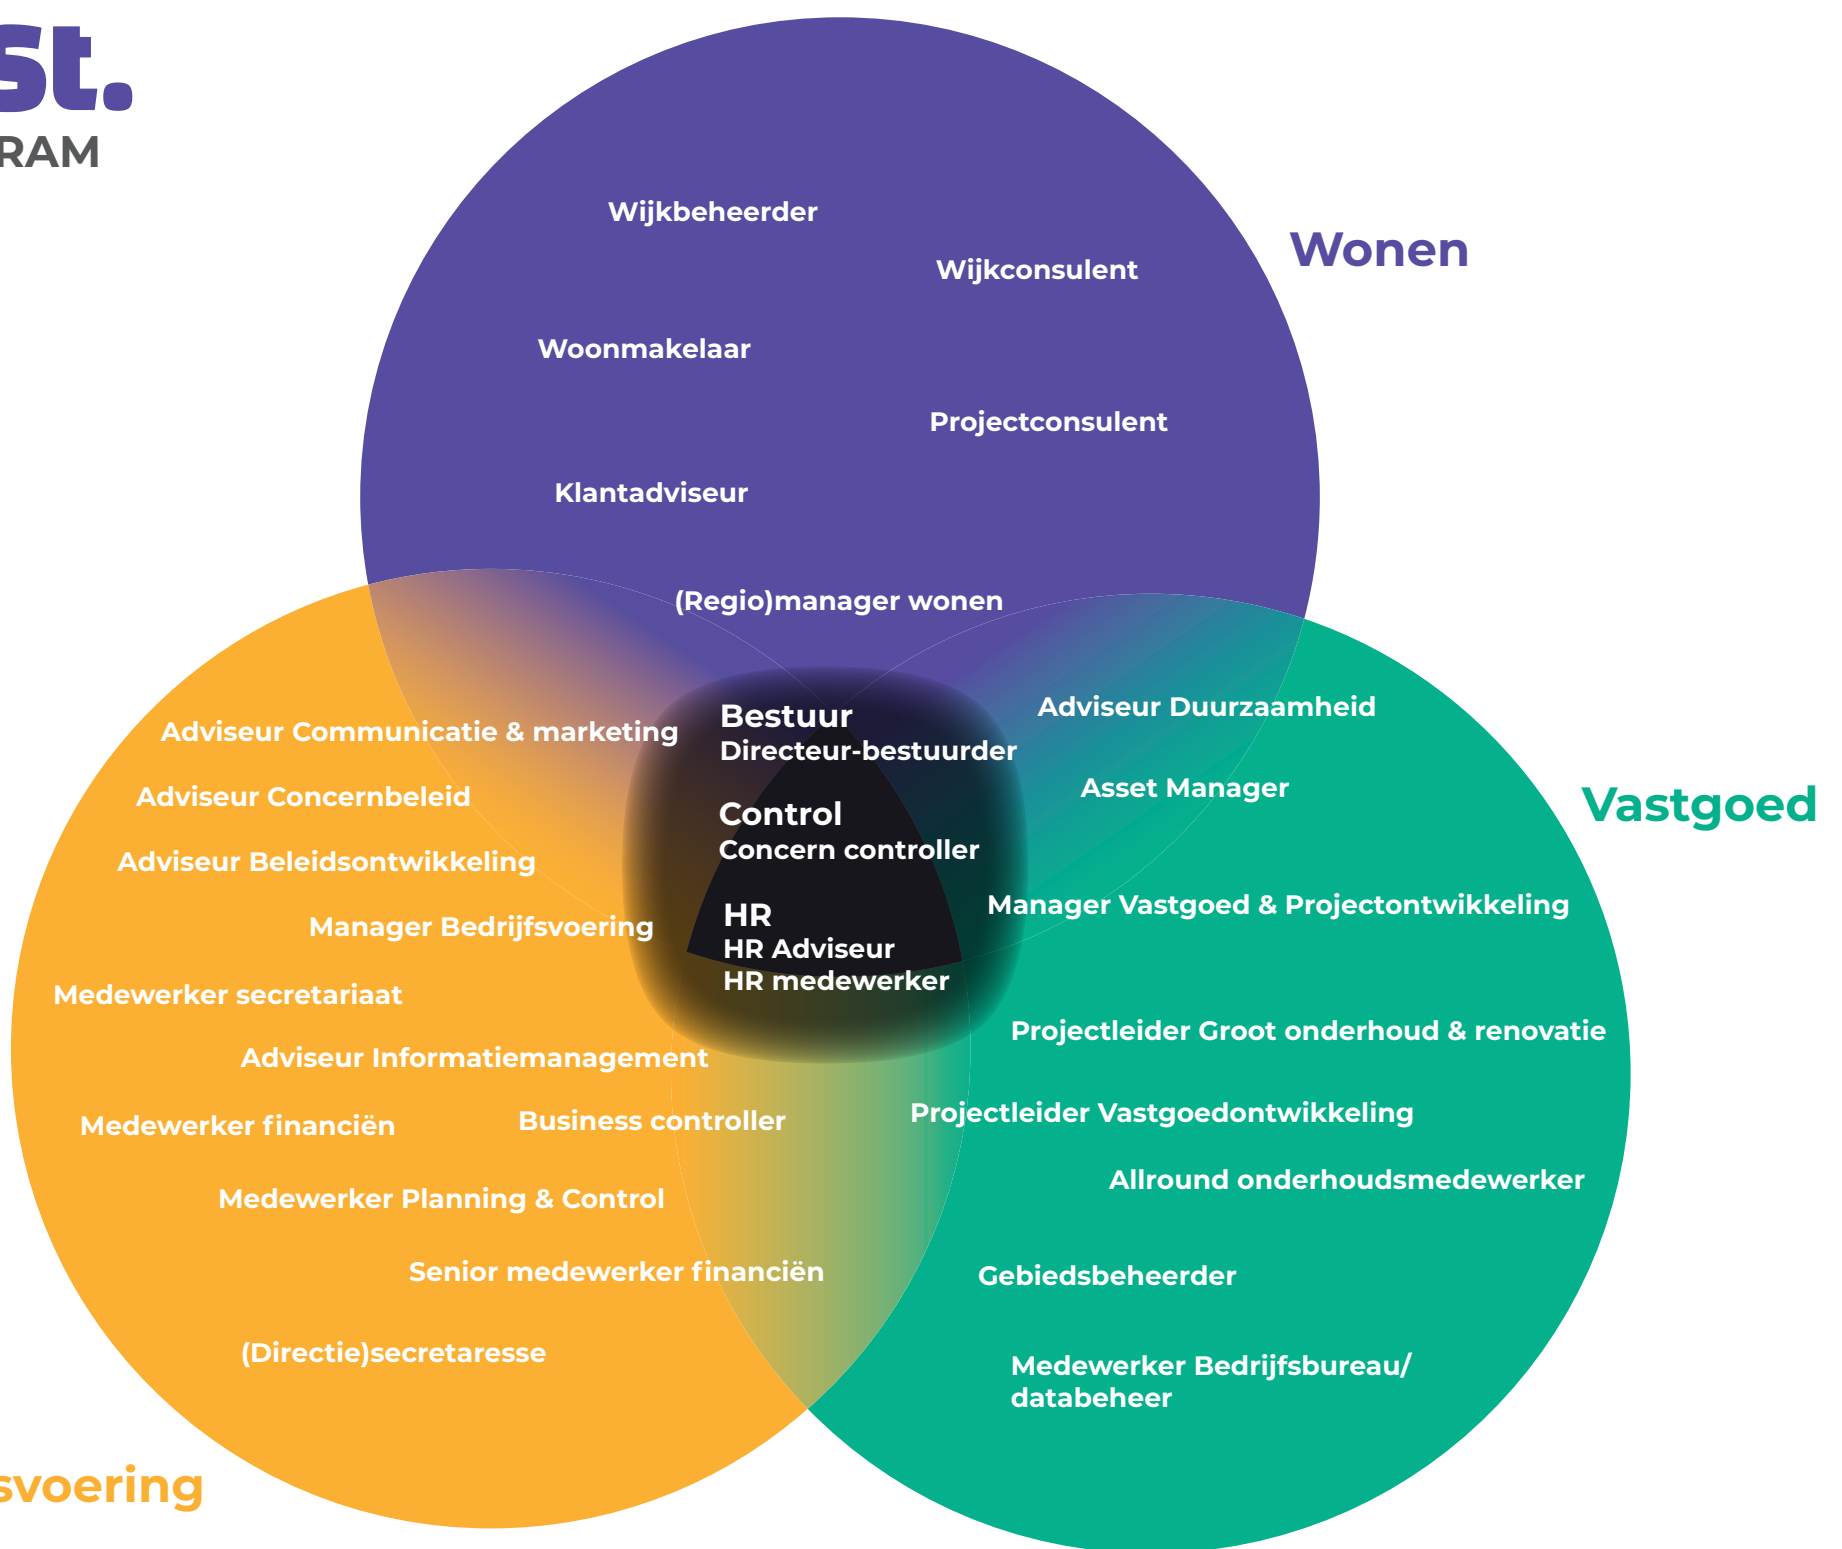 st.
RAM
Wonen
Wijkbeheerder
Wijkconsulent
Woonmakelaar
Projectconsulent
Klantadviseur
(Regio)manager wonen
Bestuur
Directeur-bestuurder
Control
Concern controller
HR
HR Adviseur
HR medewerker
Vastgoed
Adviseur Duurzaamheid
Asset Manager
Manager Vastgoed & Projectontwikkeling
Projectleider Groot onderhoud & renovatie
Projectleider Vastgoedontwikkeling
Allround onderhoudsmedewerker
Gebiedsbeheerder
Medewerker Bedrijfsbureau/
databeheer
Adviseur Communicatie & marketing
Adviseur Concernbeleid
Adviseur Beleidsontwikkeling
Manager Bedrijfsvoering
Medewerker secretariaat
Adviseur Informatiemanagement
Medewerker financiën
Business controller
Medewerker Planning & Control
Senior medewerker financiën
(Directie)secretaresse
svoering